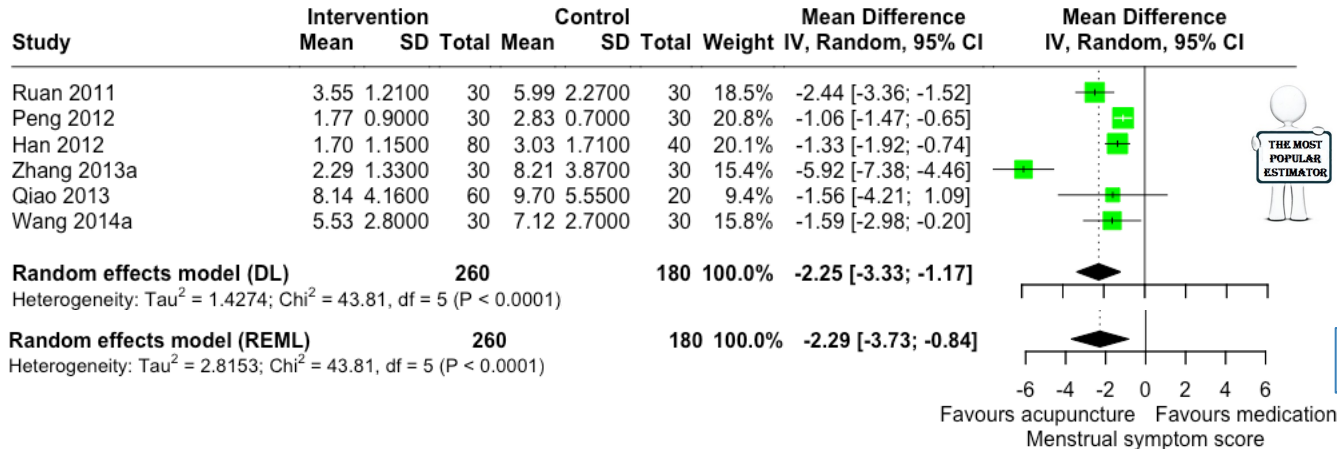 Intervention Control Mean Difference Mean Difference
Study Mean SD Total Mean SD Total Weight IV, Random, 95% CI IV, Random, 95% CI
Ruan 2011 3.55 1.2100 30 5.99 2.2700 30 18.5% -2.44 [-3.36; -1.52]
Peng 2012 1.77 0.9000 30 2.83 0.7000 30 20.8% -1.06 [-1.47; -0.65]
Han 2012 1.70 1.1500 80 3.03 1.7100 40 20.1% -1.33 [-1.92; -0.74]
Zhang 2013a 2.29 1.3300 30 8.21 3.8700 30 15.4% -5.92 [-7.38; -4.46]
Qiao 2013 8.14 4.1600 60 9.70 5.5500 20 9.4% -1.56 [-4.21; 1.09]
Wang 2014a 5.53 2.8000 30 7.12 2.7000 30 15.8% -1.59 [-2.98; -0.20]
THE MOST
POPULAR
ESTIMATOR
Random effects model (DL) 260 180 100.0% -2.25 [-3.33; -1.17]
Heterogeneity: Tau² = 1.4274; Chi² = 43.81, df = 5 (P < 0.0001)
Random effects model (REML) 260 180 100.0% -2.29 [-3.73; -0.84]
Heterogeneity: Tau² = 2.8153; Chi² = 43.81, df = 5 (P < 0.0001)
-6 -4 -2 0 2 4 6
Favours acupuncture Favours medication
Menstrual symptom score